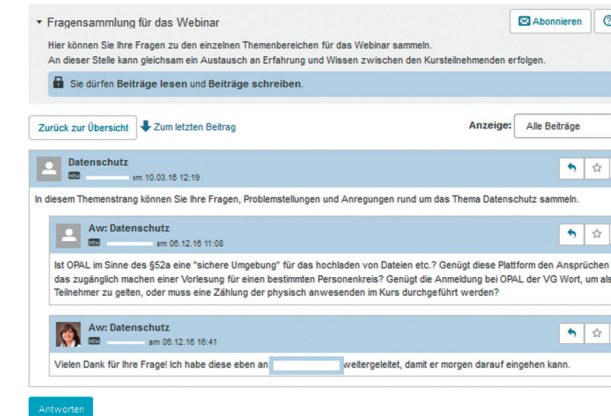 Fragensammlung für das Webinar
Abonnieren
Hier können Sie Ihre Fragen zu den einzelnen Themenbereichen für das Webinar sammeln.
An dieser Stelle kann gleichsam ein Austausch an Erfahrung und Wissen zwischen den Kursteilnehmenden erfolgen.
Sie dürfen Beiträge lesen und Beiträge schreiben.
Zurück zur Übersicht
Zum letzten Beitrag
Anzeige:
Alle Beiträge
Datenschutz
NEW am 10.03.16 12:19
In diesem Themenstrang können Sie Ihre Fragen, Problemstellungen und Anregungen rund um das Thema Datenschutz sammeln.
Aw: Datenschutz
NEW am 06.12.16 11:08
Ist OPAL im Sinne des §52a eine "sichere Umgebung" für das hochladen von Dateien etc.? Genügt diese Plattform den Ansprüchen
das zugänglich machen einer Vorlesung für einen bestimmten Personenkreis? Genügt die Anmeldung bei OPAL der VG Wort, um als
Teilnehmer zu gelten, oder muss eine Zählung der physisch anwesenden im Kurs durchgeführt werden?
Aw: Datenschutz
NEW am 06.12.16 16:41
Vielen Dank für Ihre Frage! Ich habe diese eben an weitergeleitet, damit er morgen darauf eingehen kann.
Antworten